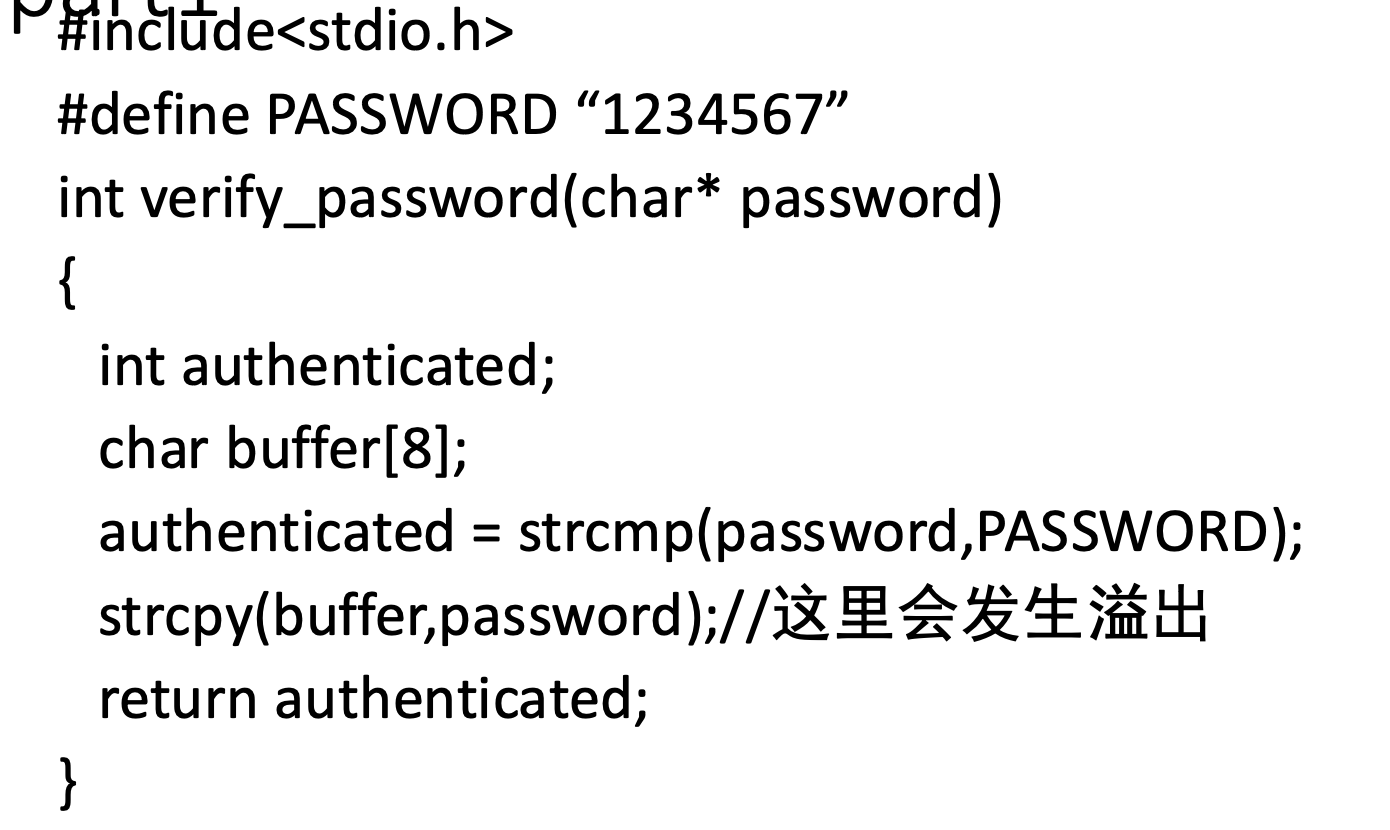 #include<stdio.h>
#define PASSWORD “1234567”
int verify_password(char* password)
{
int authenticated;
char buffer[8];
authenticated = strcmp(password,PASSWORD);
strcpy(buffer,password);//这里会发生溢出
return authenticated;
}